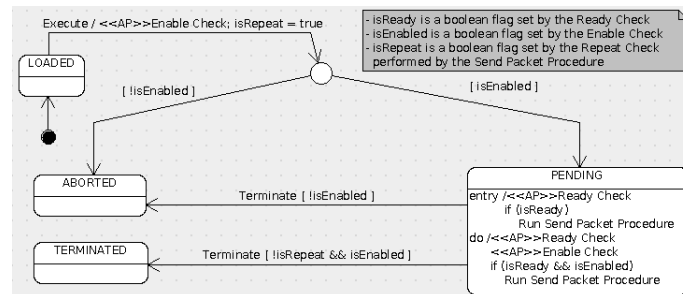 Execute / <<AP>>Enable Check; isRepeat = true
- isReady is a boolean flag set by the Ready Check
- isEnabled is a boolean flag set by the Enable Check
- isRepeat is a boolean flag set by the Repeat Check
performed by the Send Packet Procedure
LOADED
[ !isEnabled ]
[ isEnabled ]
ABORTED
Terminate [ !isEnabled ]
TERMINATED
Terminate [ !isRepeat && isEnabled ]
PENDING
entry /<<AP>>Ready Check
if (isReady)
Run Send Packet Procedure
do /<<AP>>Ready Check
<<AP>>Enable Check
if (isReady && isEnabled)
Run Send Packet Procedure